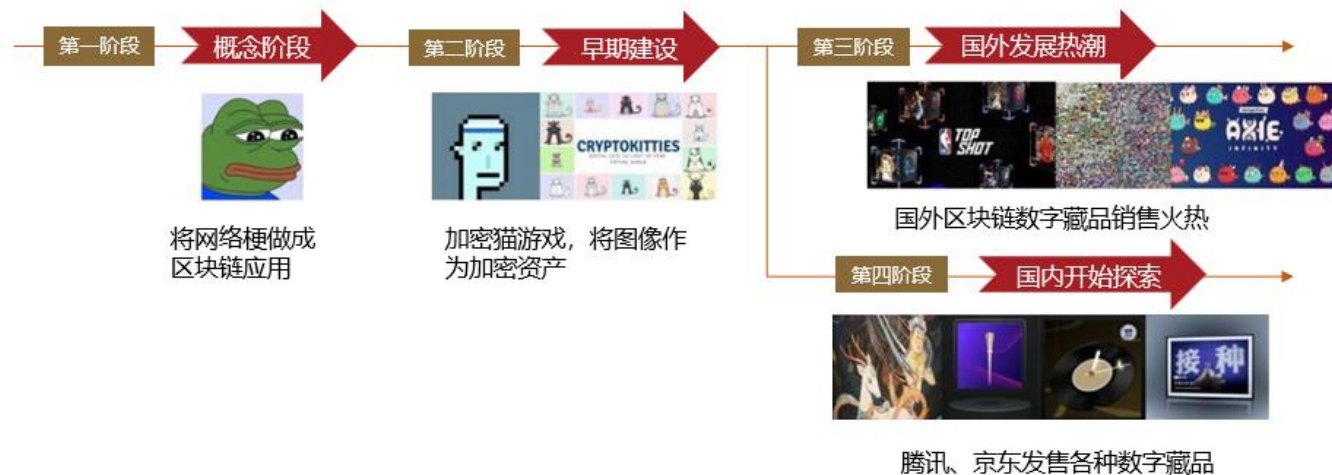 第一阶段
概念阶段
将网络梗做成
区块链应用
第二阶段
早期建设
CRYPTOKITTIES
加密猫游戏，将图像作
为加密资产
第三阶段
国外发展热潮
TOP
SHOT
AXIE
INFINITY
国外区块链数字藏品销售火热
第四阶段
国内开始探索
接种
腾讯、京东发售各种数字藏品